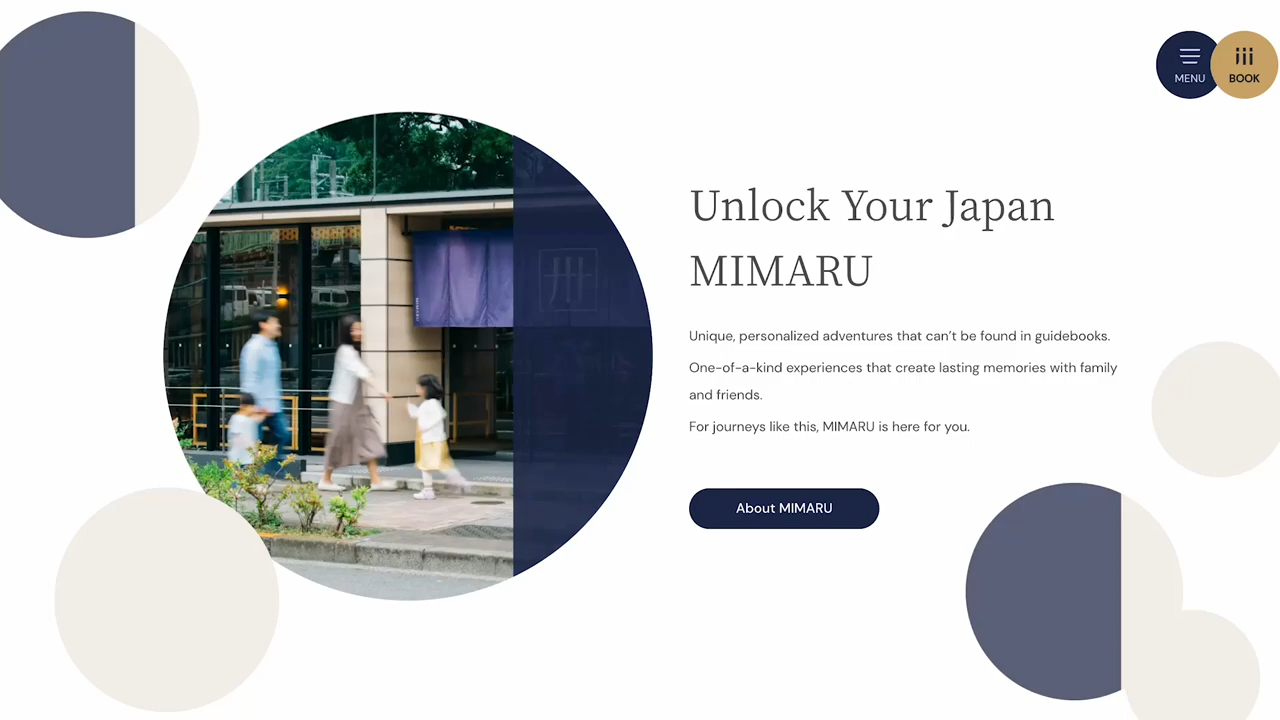 MENU
BOOK
Unlock Your Japan
MIMARU
Unique, personalized adventures that can’t be found in guidebooks.
One-of-a-kind experiences that create lasting memories with family
and friends.
For journeys like this, MIMARU is here for you.
About MIMARU